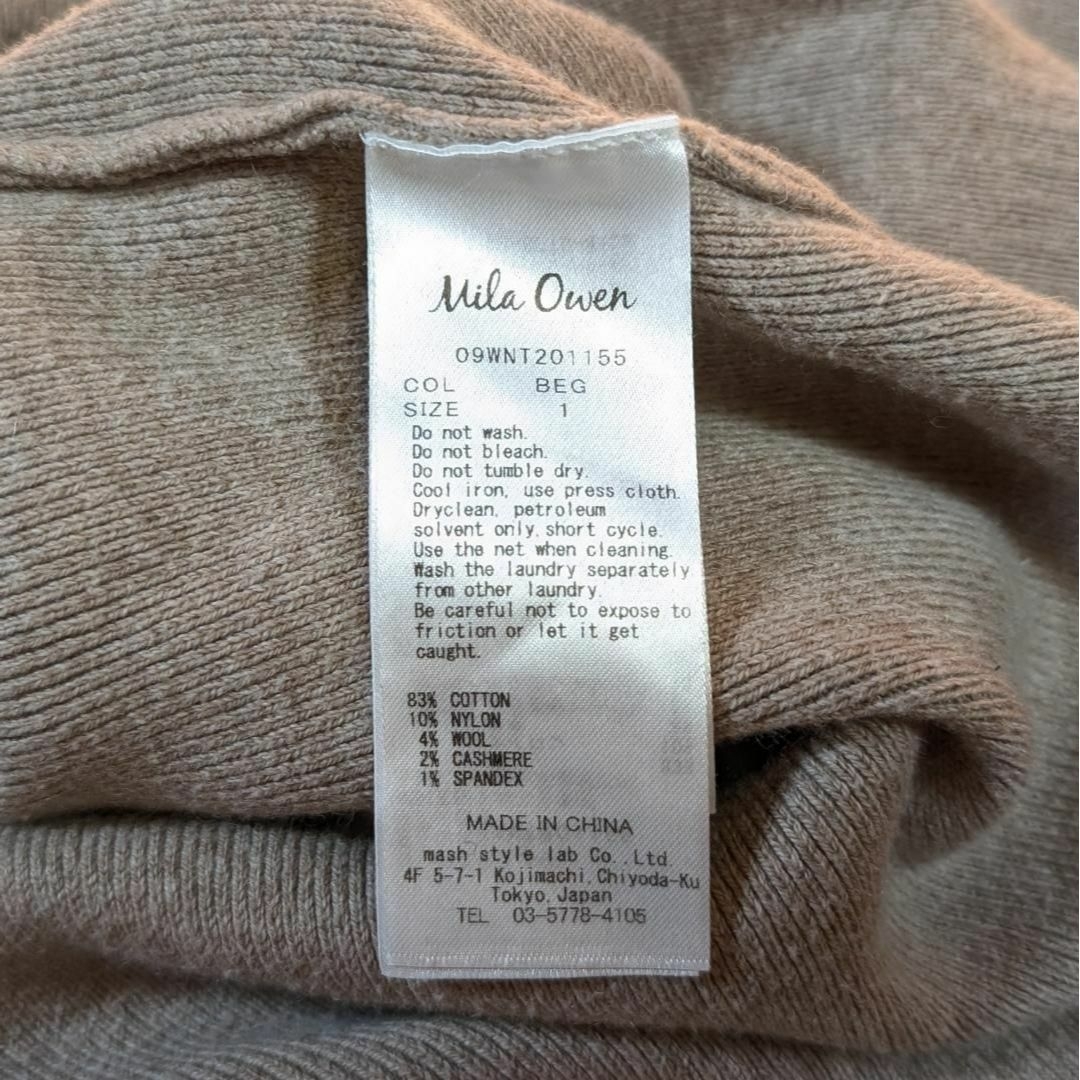 Mila Owen
09WNT201155
COL BEG
SIZE 1
Do not wash.
Do not bleach.
Do not tumble dry.
Cool iron, use press cloth.
Dryclean, petroleum
solvent only, short cycle.
Use the net when cleaning.
Wash the laundry separately
from other laundry.
Be careful not to expose to
friction or let it get
caught.
83% COTTON
10% NYLON
4% WOOL
2% CASHMERE
1% SPANDEX
MADE IN CHINA
mash style lab Co.,Ltd
4F 5-7-1 Kojimachi, Chiyoda-Ku
Tokyo, Japan
TEL 03-5778-4105